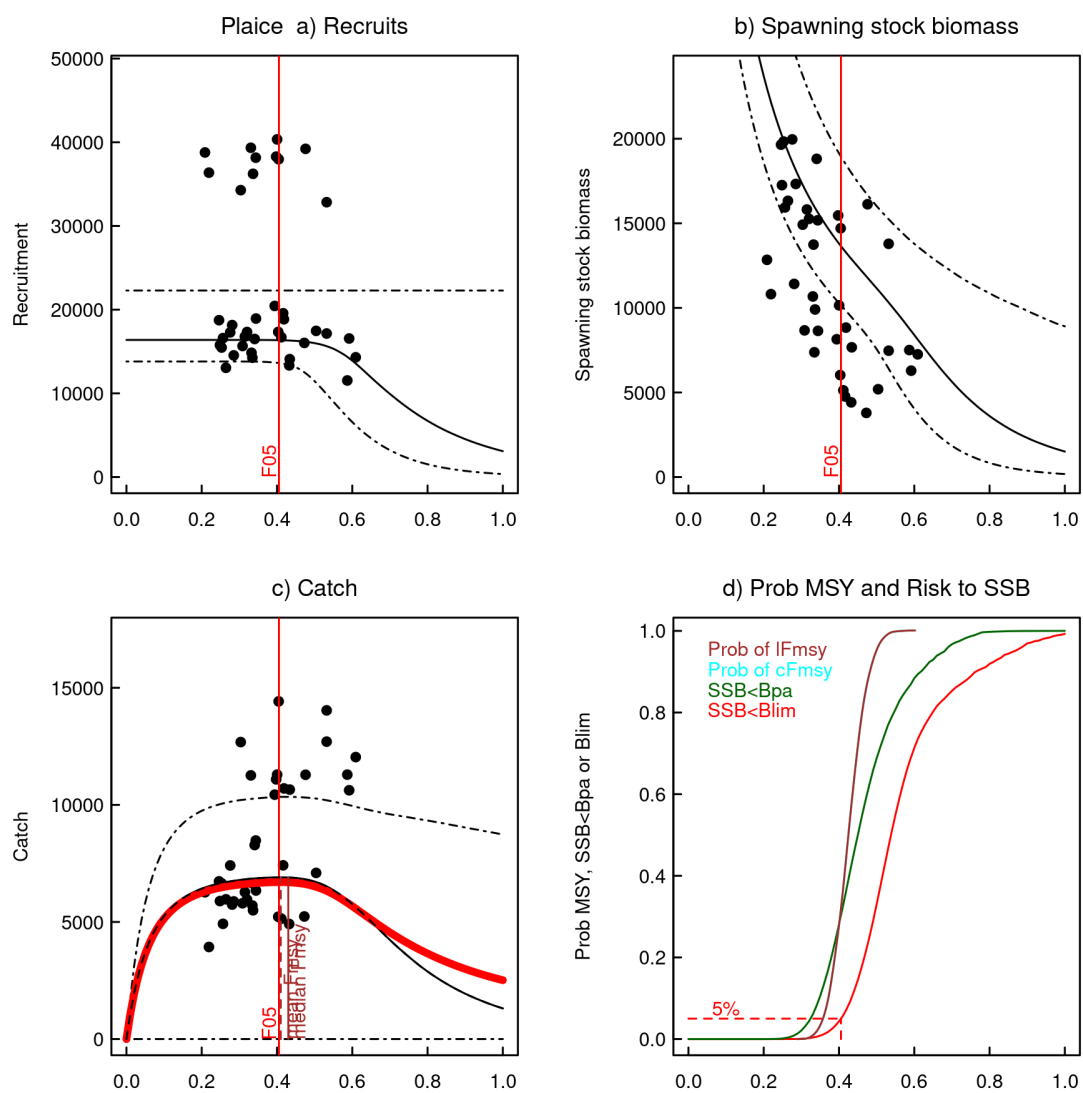 Plaice  a) Recruits
Recruitment
50000
40000
30000
20000
10000
0
F05
0.0 0.2 0.4 0.6 0.8 1.0
b) Spawning stock biomass
Spawning stock biomass
20000
15000
10000
5000
0
F05
0.0 0.2 0.4 0.6 0.8 1.0
c) Catch
Catch
15000
10000
5000
0
F05
mean Fmsy
median Fmsy
0.0 0.2 0.4 0.6 0.8 1.0
d) Prob MSY and Risk to SSB
Prob MSY, SSB<Bpa or Blim
1.0
0.8
0.6
0.4
0.2
0.0
Prob of lFmsy
Prob of cFmsy
SSB<Bpa
SSB<Blim
5%
0.0 0.2 0.4 0.6 0.8 1.0